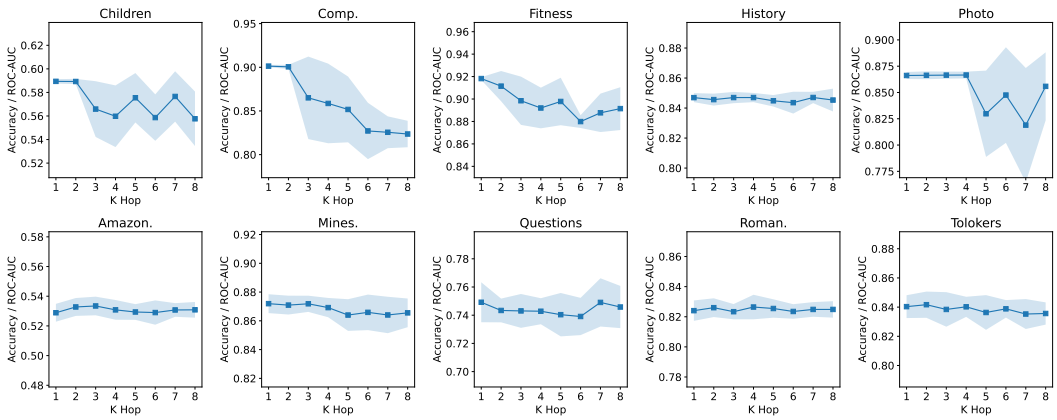 Children
Accuracy / ROC-AUC
0.62
0.60
0.58
0.56
0.54
0.52
1 2 3 4 5 6 7 8
K Hop
Comp.
Accuracy / ROC-AUC
0.95
0.90
0.85
0.80
1 2 3 4 5 6 7 8
K Hop
Fitness
Accuracy / ROC-AUC
0.96
0.94
0.92
0.90
0.88
0.86
0.84
1 2 3 4 5 6 7 8
K Hop
History
Accuracy / ROC-AUC
0.88
0.86
0.84
0.82
0.80
1 2 3 4 5 6 7 8
K Hop
Photo
Accuracy / ROC-AUC
0.900
0.875
0.850
0.825
0.800
0.775
1 2 3 4 5 6 7 8
K Hop
Amazon.
Accuracy / ROC-AUC
0.58
0.56
0.54
0.52
0.50
0.48
1 2 3 4 5 6 7 8
K Hop
Mines.
Accuracy / ROC-AUC
0.92
0.90
0.88
0.86
0.84
0.82
1 2 3 4 5 6 7 8
K Hop
Questions
Accuracy / ROC-AUC
0.78
0.76
0.74
0.72
0.70
1 2 3 4 5 6 7 8
K Hop
Roman.
Accuracy / ROC-AUC
0.86
0.84
0.82
0.80
0.78
1 2 3 4 5 6 7 8
K Hop
Tolokers
Accuracy / ROC-AUC
0.88
0.86
0.84
0.82
0.80
1 2 3 4 5 6 7 8
K Hop